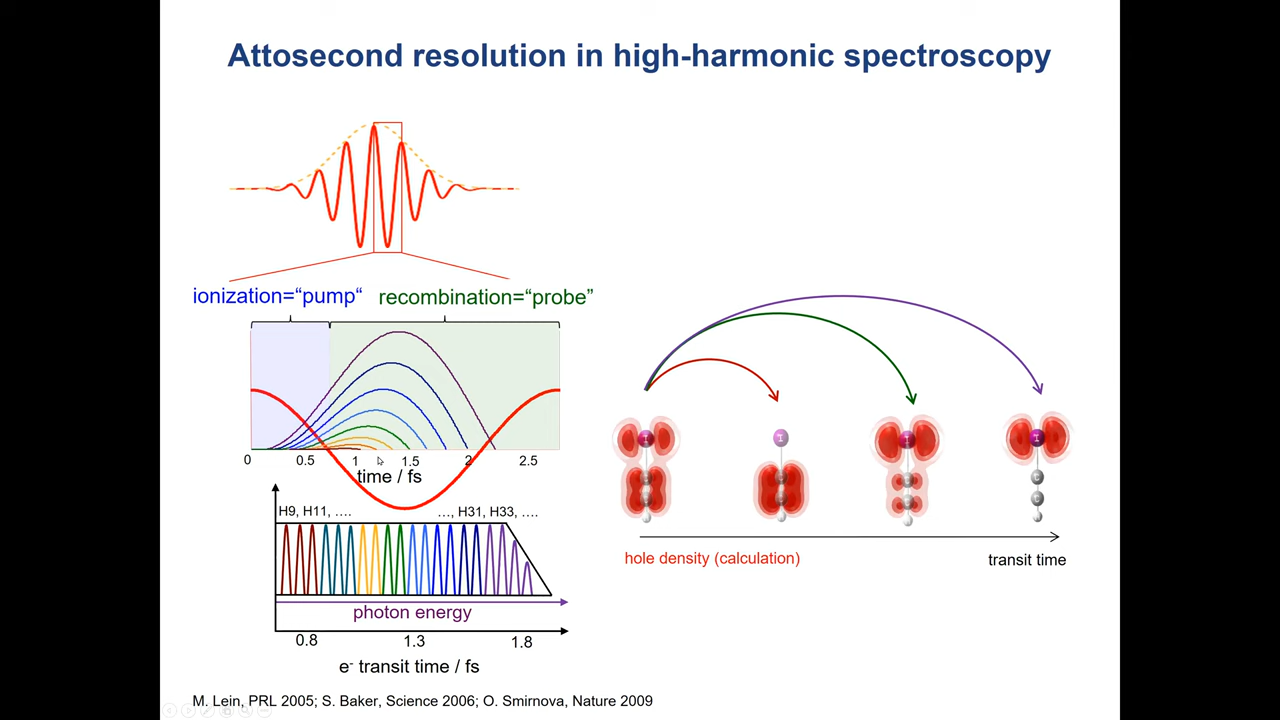 Attosecond resolution in high-harmonic spectroscopy
ionization=“pump“
recombination=“probe”
0 0.5 1 1.5 2 2.5
time / fs
H9, H11, …. …, H31, H33, ….
photon energy
0.8 1.3 1.8
e- transit time / fs
I I I I
C C C C
C C C C
hole density (calculation)
transit time
M. Lein, PRL 2005; S. Baker, Science 2006; O. Smirnova, Nature 2009